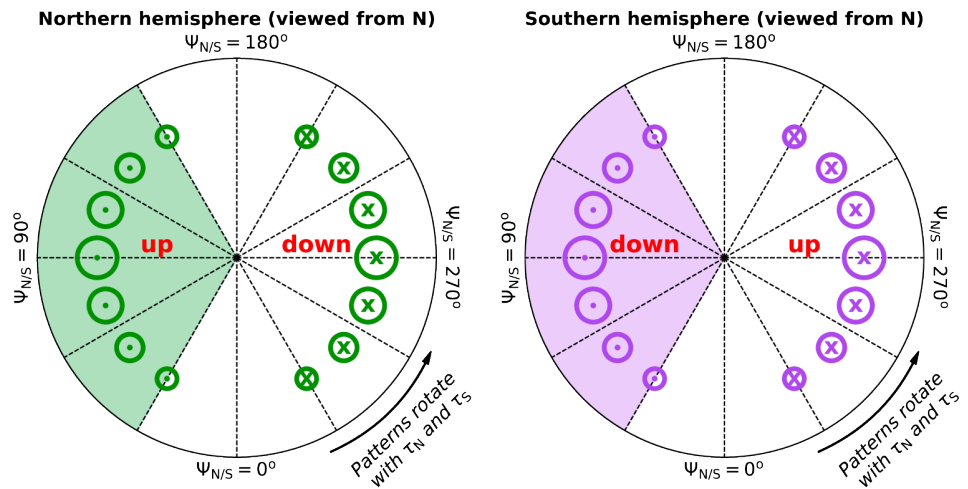 Northern hemisphere (viewed from N)
Ψ_N/S = 180°
Ψ_N/S = 90°
up
down
Ψ_N/S = 270°
Ψ_N/S = 0°
Patterns rotate
with τ_N and τ_S
Southern hemisphere (viewed from N)
Ψ_N/S = 180°
Ψ_N/S = 90°
down
up
Ψ_N/S = 270°
Ψ_N/S = 0°
Patterns rotate
with τ_N and τ_S